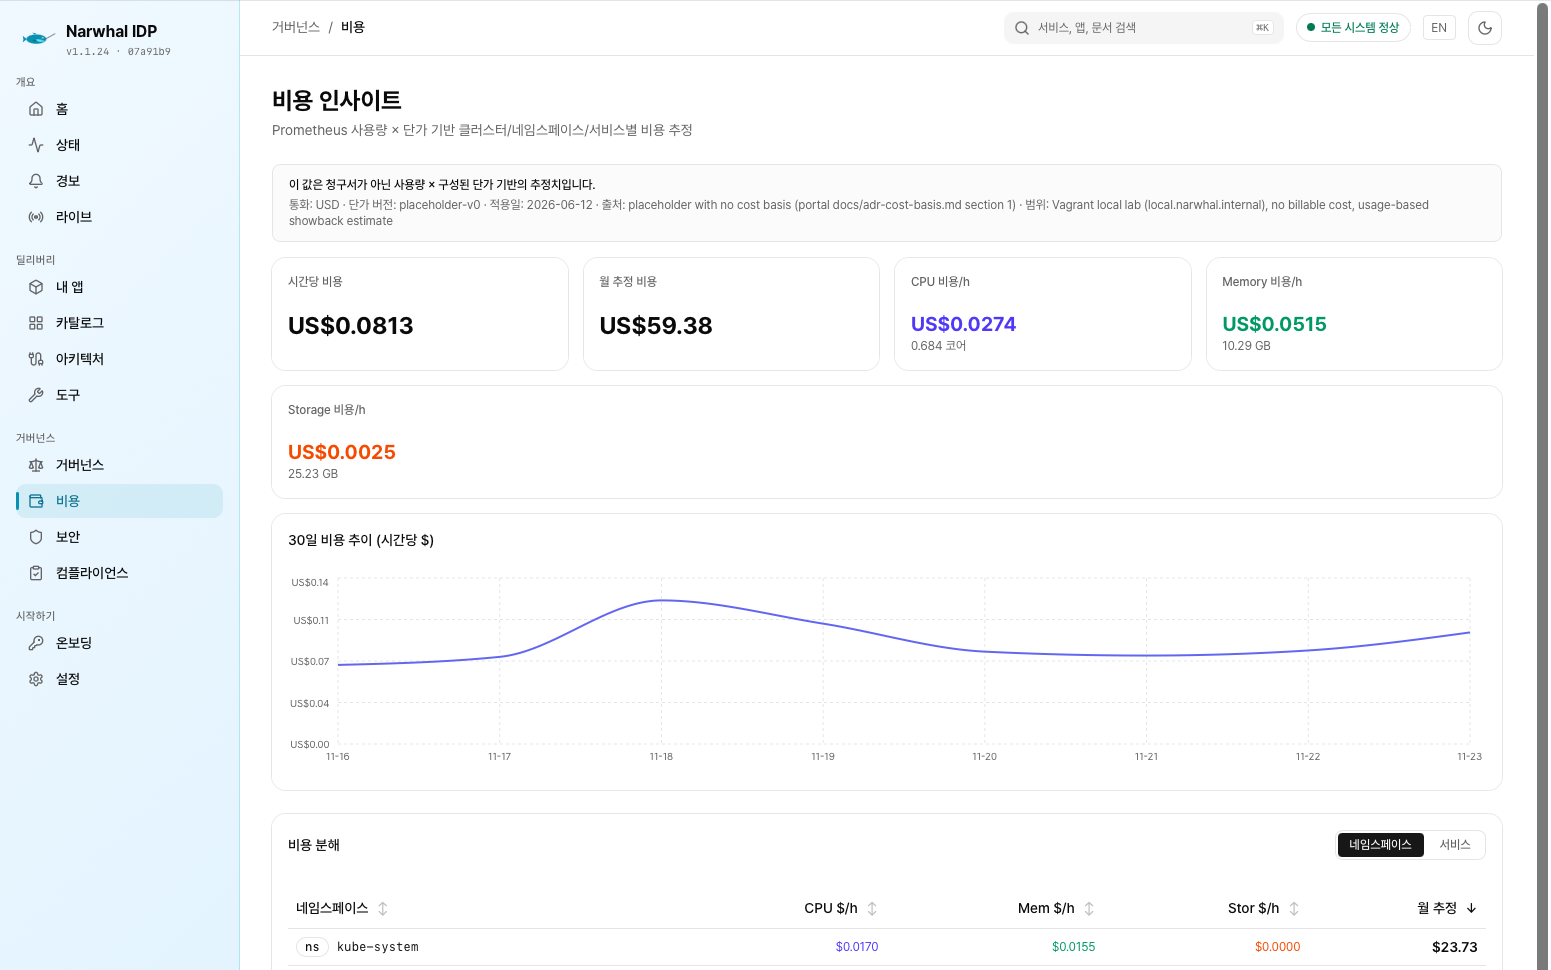 Narwhal IDP
v1.1.24 · 07a91b9
개요
홈
상태
경보
라이브
딜리버리
내 앱
카탈로그
아키텍처
도구
거버넌스
거버넌스
비용
보안
컴플라이언스
시작하기
온보딩
설정
거버넌스 / 비용
서비스, 앱, 문서 검색 ⌘K
모든 시스템 정상
EN
비용 인사이트
Prometheus 사용량 × 단가 기반 클러스터/네임스페이스/서비스별 비용 추정
이 값은 청구서가 아닌 사용량 × 구성된 단가 기반의 추정치입니다.
통화: USD · 단가 버전: placeholder-v0 · 적용일: 2026-06-12 · 출처: placeholder with no cost basis (portal docs/adr-cost-basis.md section 1) · 범위: Vagrant local lab (local.narwhal.internal), no billable cost, usage-based
showback estimate
시간당 비용
US$0.0813
월 추정 비용
US$59.38
CPU 비용/h
US$0.0274
0.684 코어
Memory 비용/h
US$0.0515
10.29 GB
Storage 비용/h
US$0.0025
25.23 GB
30일 비용 추이 (시간당 $)
US$0.14
US$0.11
US$0.07
US$0.04
US$0.00
11-16 11-17 11-18 11-19 11-20 11-21 11-22 11-23
비용 분해
네임스페이스 서비스
네임스페이스 CPU $/h Mem $/h Stor $/h 월 추정
ns kube-system $0.0170 $0.0155 $0.0000 $23.73